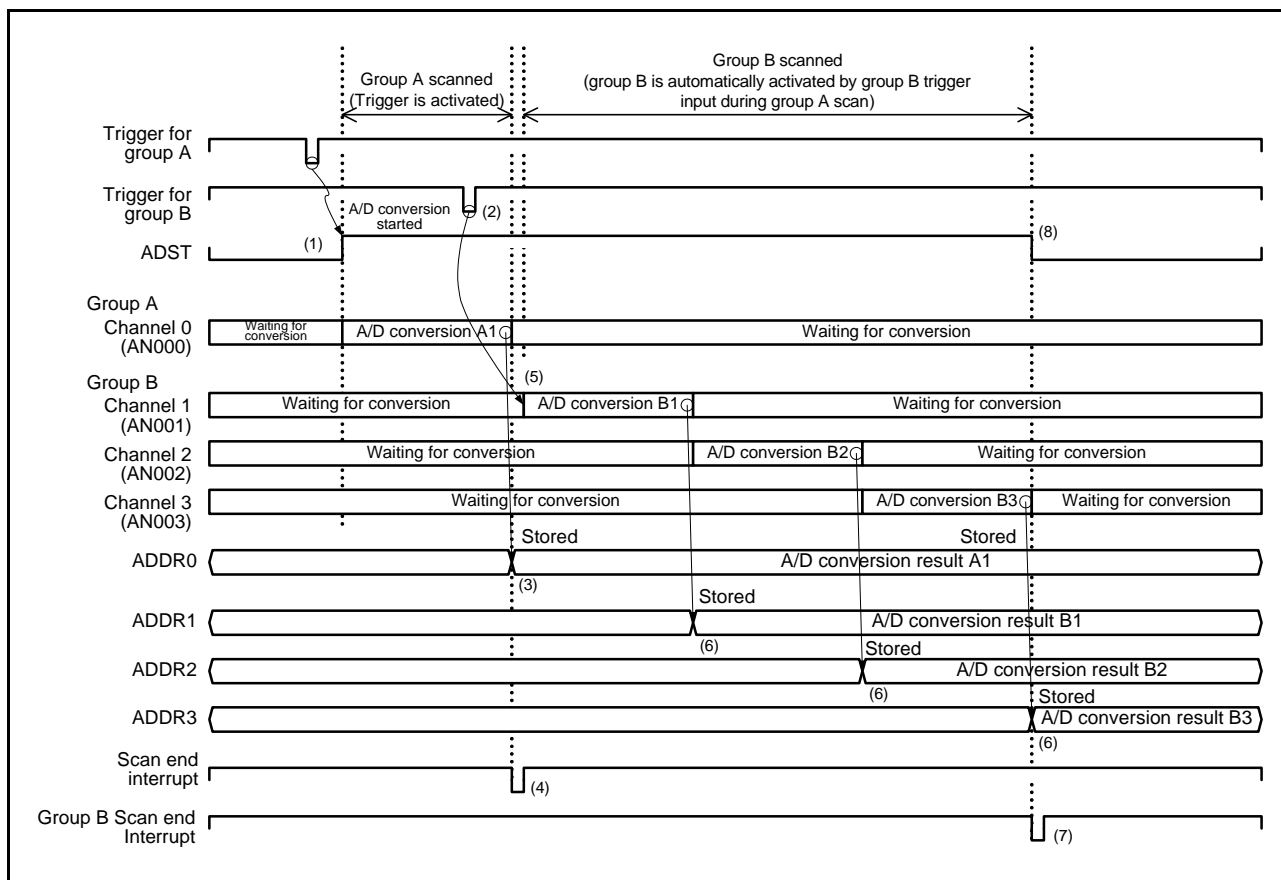 Group B scanned
(group B is automatically activated by group B trigger
input during group A scan)
Group A scanned
(Trigger is activated)
Trigger for
group A
Trigger for
group B
A/D conversion
started
(2)
ADST
(1)
(8)
Group A
Channel 0
(AN000)
Waiting for
conversion
A/D conversion A1
Waiting for conversion
Group B
(5)
Channel 1
(AN001)
Waiting for conversion
A/D conversion B1
Waiting for conversion
Channel 2
(AN002)
Waiting for conversion
A/D conversion B2
Waiting for conversion
Channel 3
(AN003)
Waiting for conversion
A/D conversion B3
Waiting for conversion
Stored
Stored
ADDR0
A/D conversion result A1
(3)
Stored
ADDR1
A/D conversion result B1
(6)
Stored
ADDR2
A/D conversion result B2
(6)
Stored
ADDR3
A/D conversion result B3
(6)
Scan end
interrupt
(4)
Group B Scan end
Interrupt
(7)